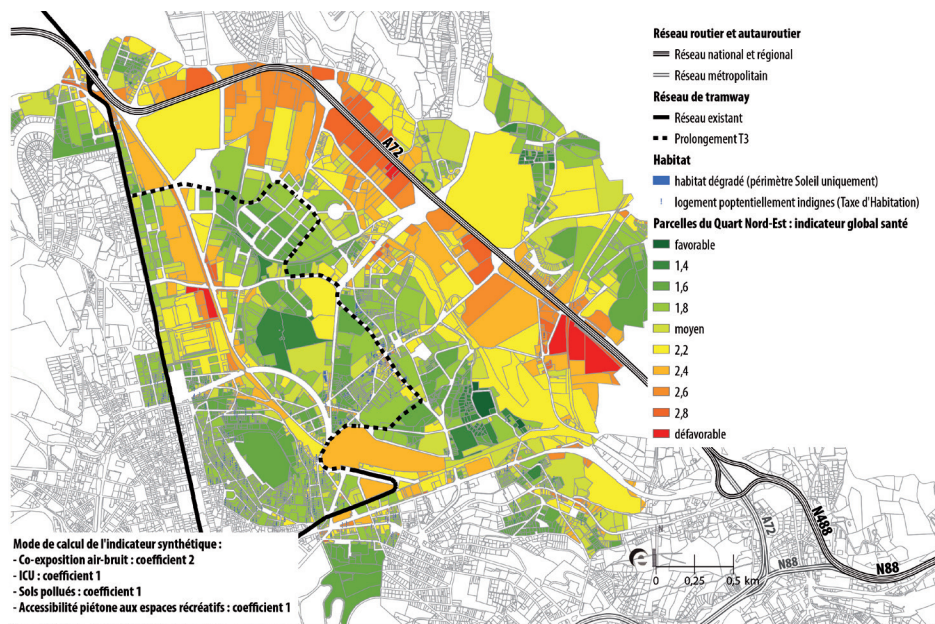 Réseau routier et autauroutier
Réseau national et régional
Réseau métropolitain
Réseau de tramway
Réseau existant
Prolongement T3
Habitat
habitat dégradé (périmètre Soleil uniquement)
logement poptentiellement indignes (Taxe d'Habitation)
Parcelles du Quart Nord-Est : indicateur global santé
favorable
1,4
1,6
1,8
moyen
2,2
2,4
2,6
2,8
défavorable
A72
N488
A72
N88
N88
N
0
0,25
0,5 km
Mode de calcul de l'indicateur synthétique :
- Co-exposition air-bruit : coefficient 2
- ICU : coefficient 1
- Sols pollués : coefficient 1
- Accessibilité piétonne aux espaces récréatifs : coefficient 1